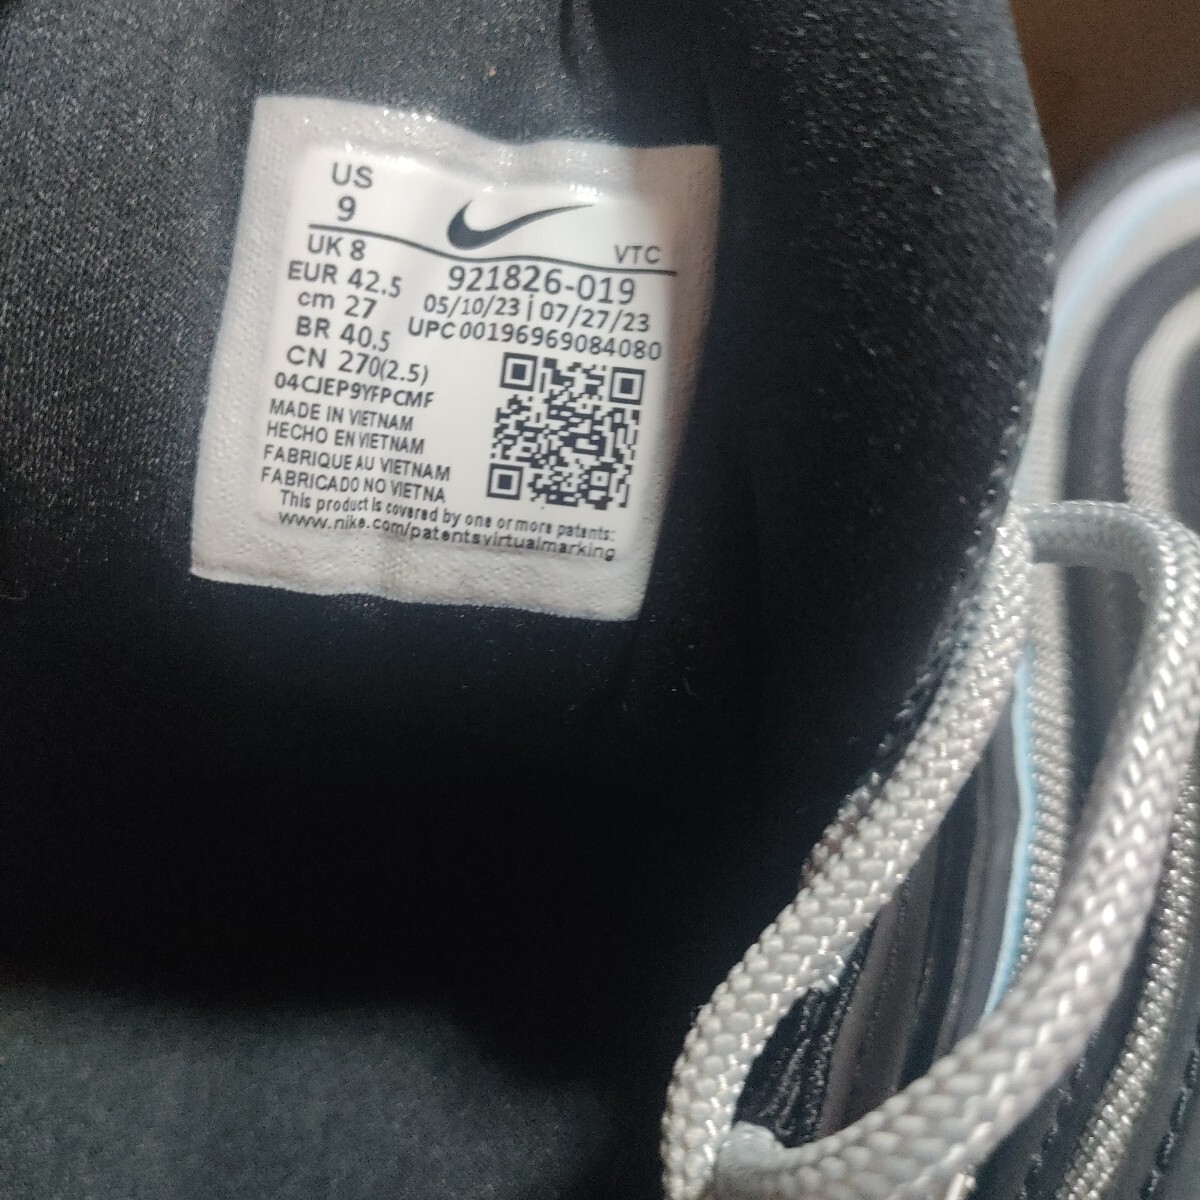 US
9
VTC
UK 8
EUR 42.5
cm 27
BR 40.5
CN 270(2.5)
921826-019
05/10/23 | 07/27/23
UPC 00196969084080
04CJEP9YFPCMF
MADE IN VIETNAM
HECHO EN VIETNAM
FABRIQUE AU VIETNAM
FABRICADO NO VIETNA
This product is covered by one or more patents:
www.nike.com/patentsvirtualmarking